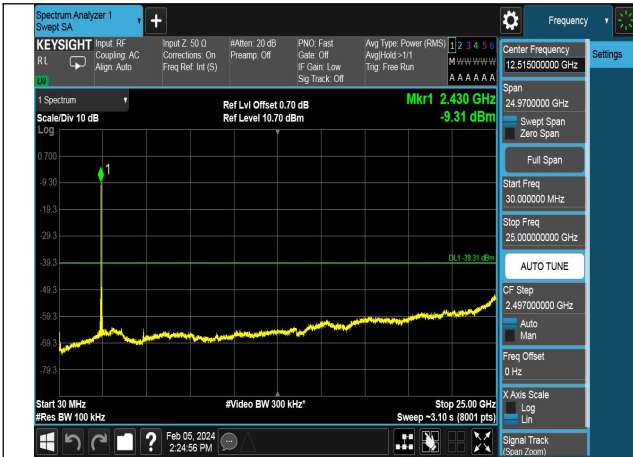 Spectrum Analyzer 1
Swept SA
+
Frequency
KEYSIGHT
RL
Input: RF
Coupling: AC
Align: Auto
Input Z: 50 Ω
Corrections: On
Freq Ref: Int (S)
#Atten: 20 dB
Preamp: Off
PNO: Fast
Gate: Off
IF Gain: Low
Sig Track: Off
Avg Type: Power (RMS)
Avg|Hold:>1/1
Trig: Free Run
1 2 3 4 5 6
M W W W W W
A A A A A A
Center Frequency
12.515000000 GHz
Settings
Span
24.9700000 GHz
Swept Span
Zero Span
Full Span
Start Freq
30.000000 MHz
Stop Freq
25.000000000 GHz
AUTO TUNE
CF Step
2.497000000 GHz
Auto
Man
Freq Offset
0 Hz
X Axis Scale
Log
Lin
Signal Track
(Span Zoom)
1 Spectrum
Scale/Div 10 dB
Ref Lvl Offset 0.70 dB
Ref Level 10.70 dBm
Mkr1 2.430 GHz
-9.31 dBm
Log
0.700
-9.30
-19.3
-29.3
-39.3
-49.3
-59.3
-69.3
-79.3
1
DL1 -39.31 dBm
Start 30 MHz
#Res BW 100 kHz
#Video BW 300 kHz*
Stop 25.00 GHz
Sweep ~3.10 s (8001 pts)
?
Feb 05, 2024
2:24:56 PM